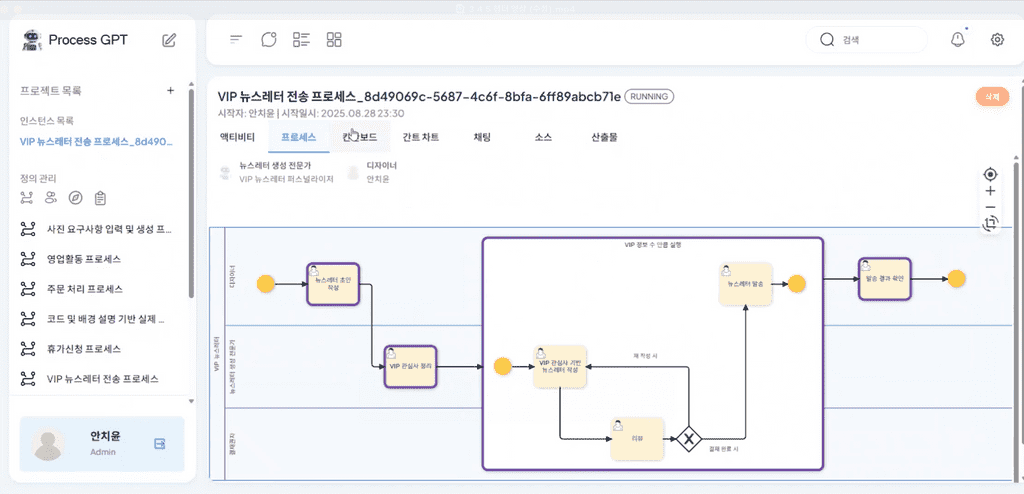 Process GPT
검색
프로젝트 목록
+
인스턴스 목록
VIP 뉴스레터 전송 프로세스_8d490...
정의 관리
사진 요구사항 입력 및 생성 프...
영업활동 프로세스
주문 처리 프로세스
코드 및 배경 설명 기반 실제 ...
휴가신청 프로세스
VIP 뉴스레터 전송 프로세스
안치윤
Admin
VIP 뉴스레터 전송 프로세스_8d49069c-5687-4c6f-8bfa-6ff89abcb71e RUNNING
삭제
시작자: 안치윤 | 시작일시: 2025.08.28 23:30
액티비티 프로세스 칸반보드 간트 차트 채팅 소스 산출물
뉴스레터 생성 전문가
VIP 뉴스레터 퍼스널라이저
디자이너
안치윤
VIP 뉴스레터
디자이너
뉴스레터 생성 전문가
결재권자
뉴스레터 초안
작성
VIP 관심사 정리
VIP 정보 수 만큼 실행
VIP 관심사 기반
뉴스레터 작성
재 작성 시
리뷰
X
결재 완료 시
뉴스레터 발송
발송 결과 확인